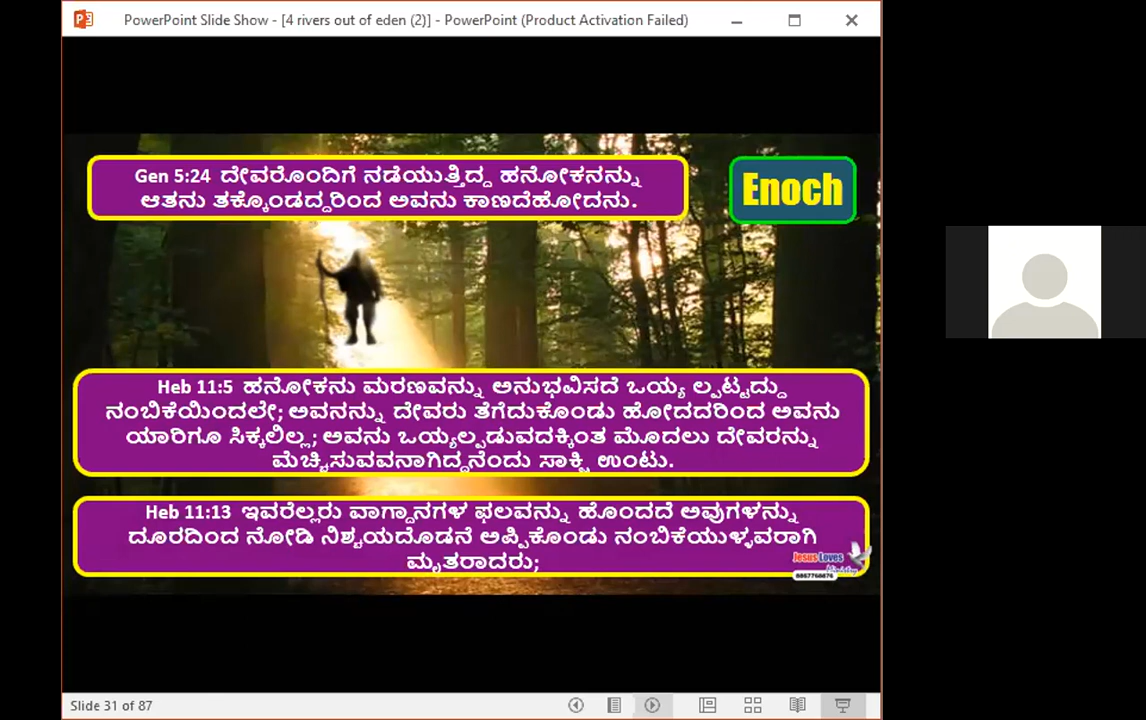 PowerPoint Slide Show - [4 rivers out of eden (2)] - PowerPoint (Product Activation Failed)
Gen 5:24 ದೇವರೊಂದಿಗೆ ನಡೆಯುತ್ತಿದ್ದ ಹನೋಕನನ್ನು
ಆತನು ತಕ್ಕೊಂಡದ್ದರಿಂದ ಅವನು ಕಾಣದೆಹೋದನು.
Enoch
Heb 11:5 ಹನೋಕನು ಮರಣವನ್ನು ಅನುಭವಿಸದೆ ಒಯ್ಯ ಲ್ಪಟ್ಟದ್ದು
ನಂಬಿಕೆಯಿಂದಲೇ; ಅವನನ್ನು ದೇವರು ತೆಗೆದುಕೊಂಡು ಹೋದದರಿಂದ ಅವನು
ಯಾರಿಗೂ ಸಿಕ್ಕಲಿಲ್ಲ; ಅವನು ಒಯ್ಯಲ್ಪಡುವದಕ್ಕಿಂತ ಮೊದಲು ದೇವರನ್ನು
ಮೆಚ್ಚಿಸುವವನಾಗಿದ್ದನೆಂದು ಸಾಕ್ಷಿ ಉಂಟು.
Heb 11:13 ಇವರೆಲ್ಲರು ವಾಗ್ದಾನಗಳ ಫಲವನ್ನು ಹೊಂದದೆ ಅವುಗಳನ್ನು
ದೂರದಿಂದ ನೋಡಿ ನಿಶ್ಚಯದೊಡನೆ ಅಪ್ಪಿಕೊಂಡು ನಂಬಿಕೆಯುಳ್ಳವರಾಗಿ
ಮೃತರಾದರು;
Jesus Loves
Ministry
8867768876
Slide 31 of 87